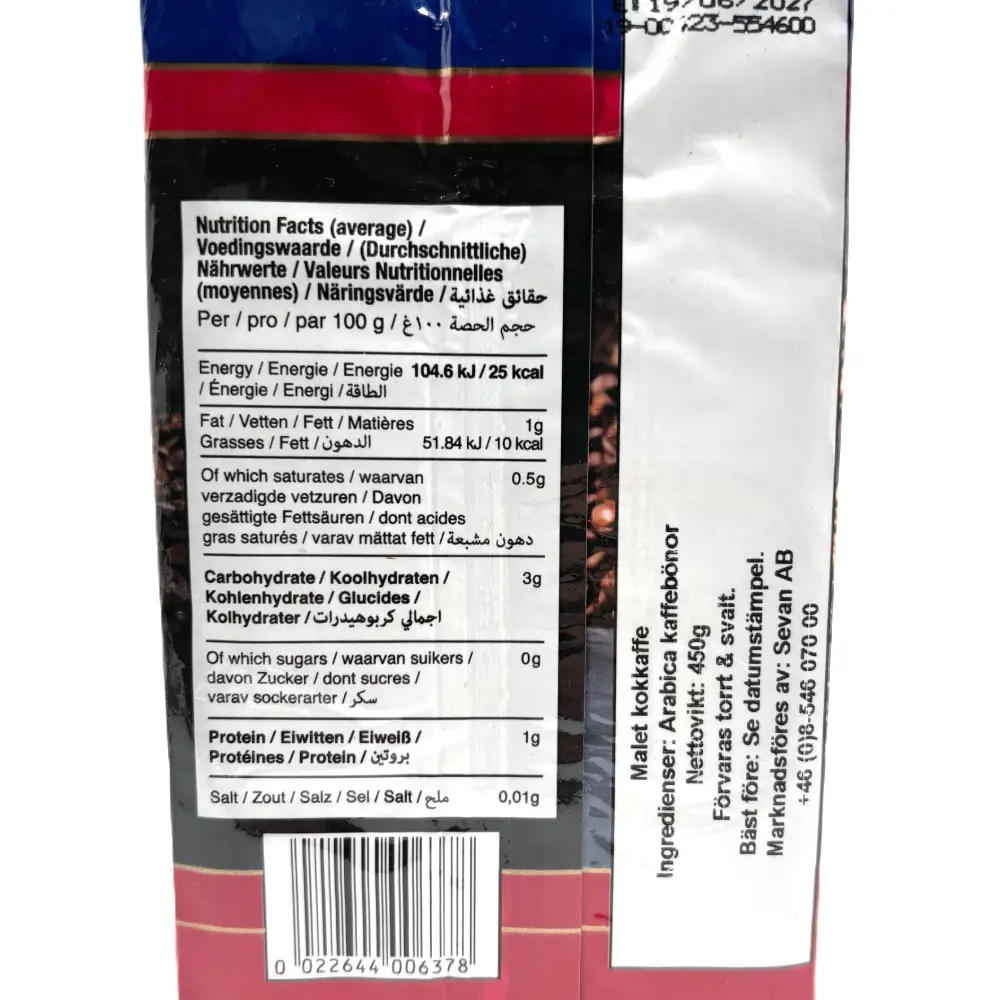 19/06/2027
23-554600
Nutrition Facts (average) /
Voedingswaarde / (Durchschnittliche)
Nährwerte / Valeurs Nutritionnelles
(moyennes) / Näringsvärde / حقائق غذائية
Per / pro / par 100 g / حجم الحصة ١٠٠غ
Energy / Energie / Energie 104.6 kJ / 25 kcal
/ Énergie / Energi / الطاقة
Fat / Vetten / Fett / Matières 1g
Grasses / Fett / الدهون 51.84 kJ / 10 kcal
Of which saturates / waarvan 0.5g
verzadigde vetzuren / Davon
gesättigte Fettsäuren / dont acides
gras saturés / varav mättat fett / دهون مشبعة
Carbohydrate / Koolhydraten / 3g
Kohlenhydrate / Glucides /
Kolhydrater / اجمالي كربوهيدرات
Of which sugars / waarvan suikers / 0g
davon Zucker / dont sucres /
varav sockerarter / سكر
Protein / Eiwitten / Eiweiß / 1g
Protéines / Protein / بروتين
Salt / Zout / Salz / Sel / Salt / ملح 0,01g
0 022644 006378
Malet kokkaffe
Ingredienser: Arabica kaffebönor
Nettovikt: 450g
Förvaras torrt & svalt.
Bäst före: Se datumstämpel.
Marknadsföres av: Sevan AB
+46 (0)8-546 070 00